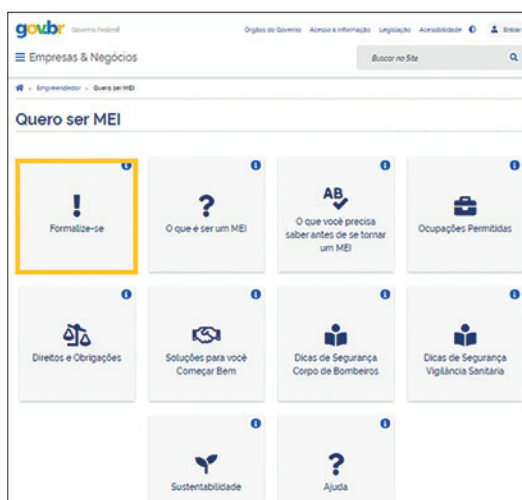 gov.br Governo Federal
Órgãos do Governo Acesso à Informação Legislação Acessibilidade Entrar
Empresas & Negócios
Buscar no Site
Empreendedor > Quero ser MEI
Quero ser MEI
Formalize-se
O que é ser um MEI
AB
O que você precisa
saber antes de se tornar
um MEI
Ocupações Permitidas
Direitos e Obrigações
Soluções para você
Começar Bem
Dicas de Segurança
Corpo de Bombeiros
Dicas de Segurança
Vigilância Sanitária
Sustentabilidade
Ajuda